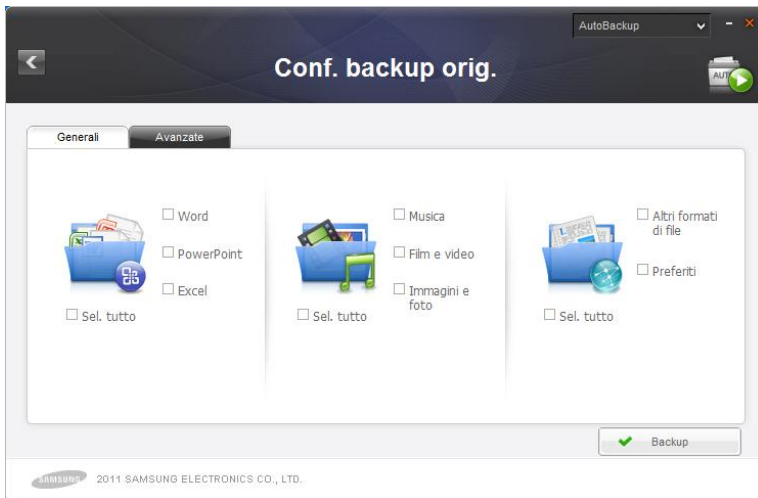 AutoBackup
Conf. backup orig.
AUTO
Generali
Avanzate
Word
PowerPoint
Excel
Sel. tutto
Musica
Film e video
Immagini e
foto
Sel. tutto
Altri formati
di file
Preferiti
Sel. tutto
Backup
SAMSUNG
2011 SAMSUNG ELECTRONICS CO., LTD.